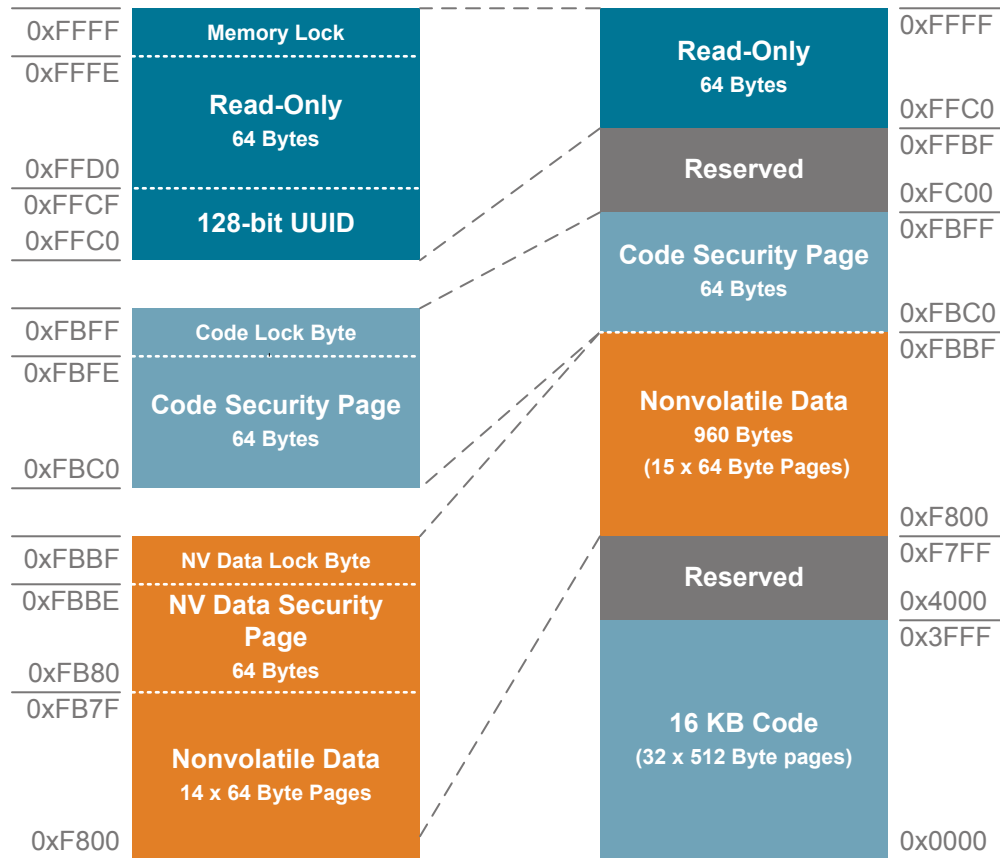 0xFFFF
Memory Lock
0xFFFE
Read-Only
64 Bytes
0xFFD0
0xFFCF
128-bit UUID
0xFFC0
0xFBFF
Code Lock Byte
0xFBFE
Code Security Page
64 Bytes
0xFBC0
0xFBBF
NV Data Lock Byte
0xFBBE
NV Data Security
Page
64 Bytes
0xFB80
0xFB7F
Nonvolatile Data
14 x 64 Byte Pages
0xF800
0xFFFF
Read-Only
64 Bytes
0xFFC0
0xFFBF
Reserved
0xFC00
0xFBFF
Code Security Page
64 Bytes
0xFBC0
0xFBBF
Nonvolatile Data
960 Bytes
(15 x 64 Byte Pages)
0xF800
0xF7FF
Reserved
0x4000
0x3FFF
16 KB Code
(32 x 512 Byte pages)
0x0000